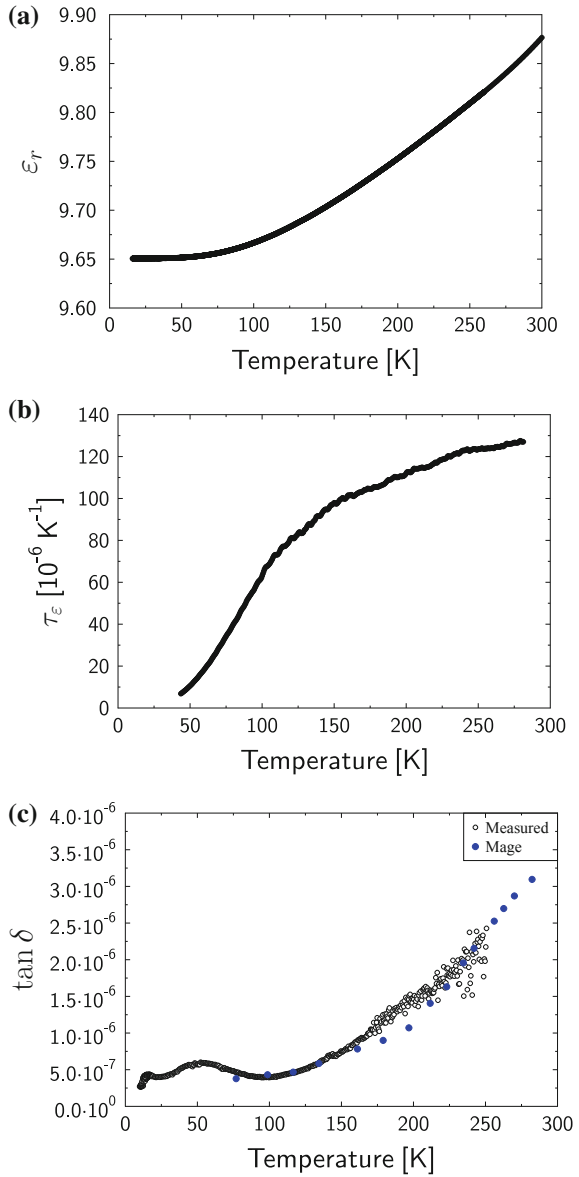 (a)
9.90
9.85
9.80
9.75
9.70
9.65
9.60
εr
50 100 150 200 250 300
Temperature [K]
(b)
140
120
100
80
60
40
20
0
τε [10⁻⁶ K⁻¹]
0 50 100 150 200 250 300
Temperature [K]
(c)
4.0·10⁻⁶
3.5·10⁻⁶
3.0·10⁻⁶
2.5·10⁻⁶
2.0·10⁻⁶
1.5·10⁻⁶
1.0·10⁻⁶
5.0·10⁻⁷
0.0·10⁰
tan δ
Measured
Mage
0 50 100 150 200 250 300
Temperature [K]